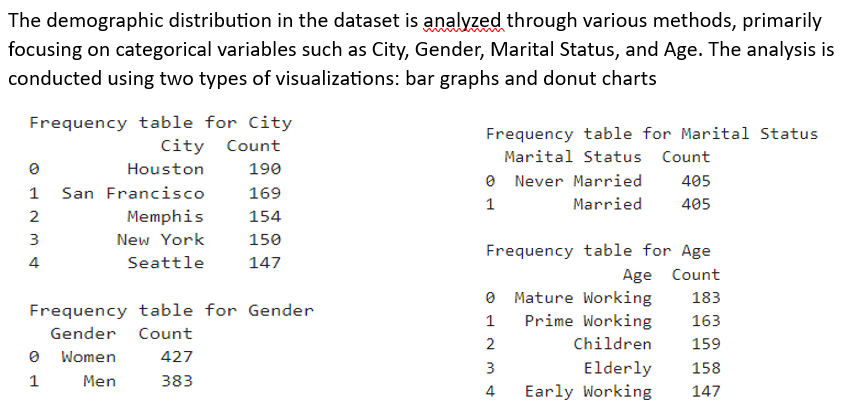 The demographic distribution in the dataset is analyzed through various methods, primarily
focusing on categorical variables such as City, Gender, Marital Status, and Age. The analysis is
conducted using two types of visualizations: bar graphs and donut charts
Frequency table for City
City Count
0 Houston 190
1 San Francisco 169
2 Memphis 154
3 New York 150
4 Seattle 147
Frequency table for Gender
Gender Count
0 Women 427
1 Men 383
Frequency table for Marital Status
Marital Status Count
0 Never Married 405
1 Married 405
Frequency table for Age
Age Count
0 Mature Working 183
1 Prime Working 163
2 Children 159
3 Elderly 158
4 Early Working 147